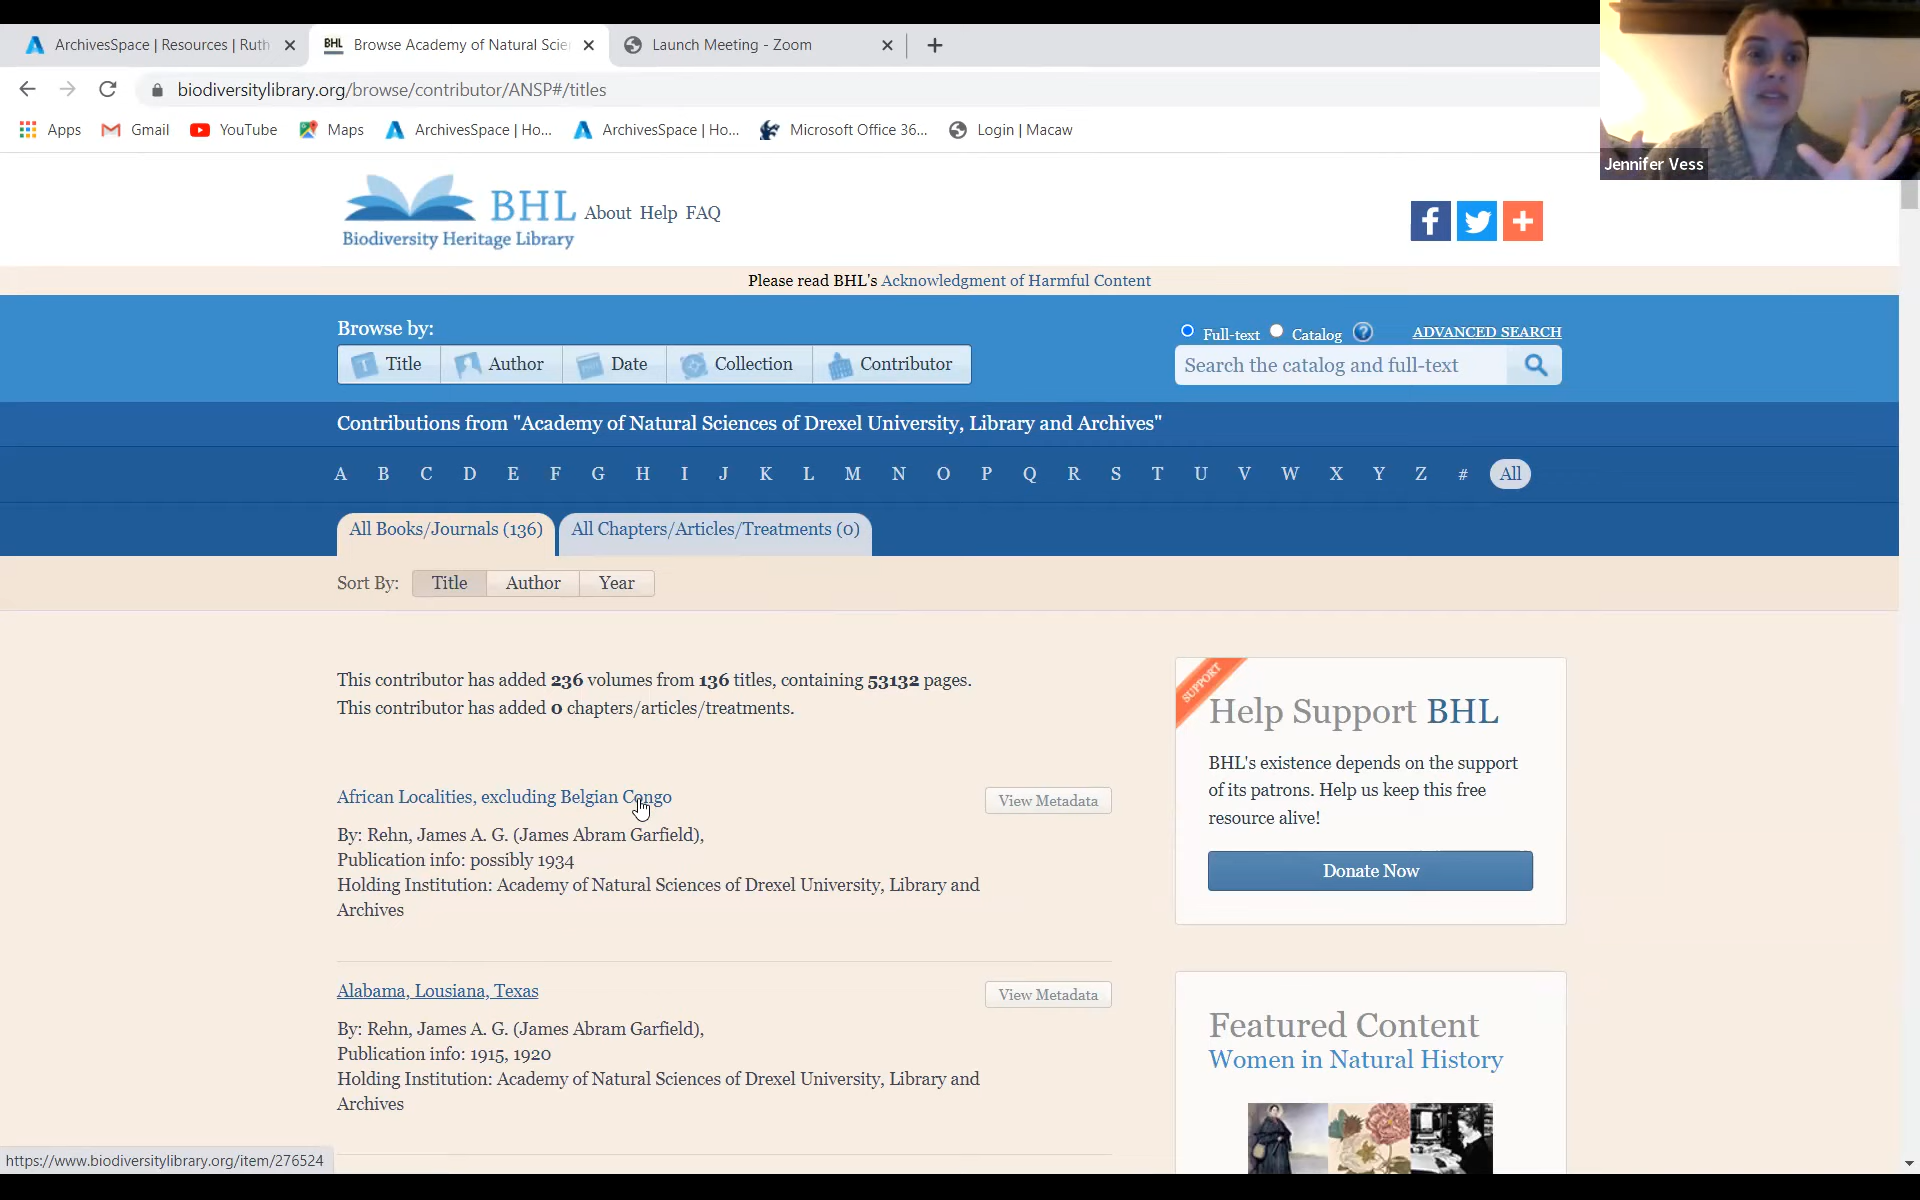 ArchivesSpace | Resources | Ruth
BHL Browse Academy of Natural Scie
Launch Meeting - Zoom
biodiversitylibrary.org/browse/contributor/ANSP#/titles
Apps Gmail YouTube Maps ArchivesSpace | Ho... ArchivesSpace | Ho... Microsoft Office 36... Login | Macaw
Jennifer Vess
BHL About Help FAQ
Biodiversity Heritage Library
Please read BHL's Acknowledgment of Harmful Content
Browse by:
Full-text Catalog ? ADVANCED SEARCH
Title Author Date Collection Contributor
Search the catalog and full-text
Contributions from "Academy of Natural Sciences of Drexel University, Library and Archives"
A B C D E F G H I J K L M N O P Q R S T U V W X Y Z # All
All Books/Journals (136) All Chapters/Articles/Treatments (0)
Sort By: Title Author Year
This contributor has added 236 volumes from 136 titles, containing 53132 pages.
This contributor has added 0 chapters/articles/treatments.
African Localities, excluding Belgian Congo
View Metadata
By: Rehn, James A. G. (James Abram Garfield),
Publication info: possibly 1934
Holding Institution: Academy of Natural Sciences of Drexel University, Library and
Archives
Alabama, Lousiana, Texas
View Metadata
By: Rehn, James A. G. (James Abram Garfield),
Publication info: 1915, 1920
Holding Institution: Academy of Natural Sciences of Drexel University, Library and
Archives
SUPPORT
Help Support BHL
BHL's existence depends on the support
of its patrons. Help us keep this free
resource alive!
Donate Now
Featured Content
Women in Natural History
https://www.biodiversitylibrary.org/item/276524